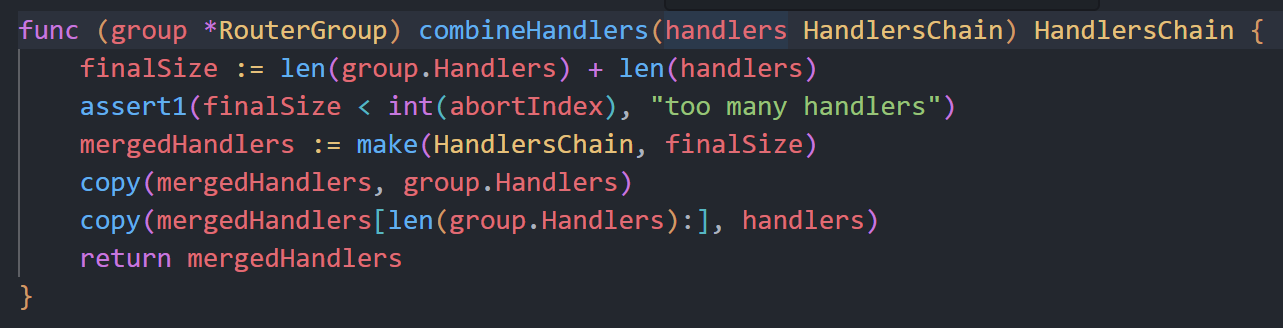 func (group *RouterGroup) combineHandlers(handlers HandlersChain) HandlersChain {
    finalSize := len(group.Handlers) + len(handlers)
    assert1(finalSize < int(abortIndex), "too many handlers")
    mergedHandlers := make(HandlersChain, finalSize)
    copy(mergedHandlers, group.Handlers)
    copy(mergedHandlers[len(group.Handlers):], handlers)
    return mergedHandlers
}